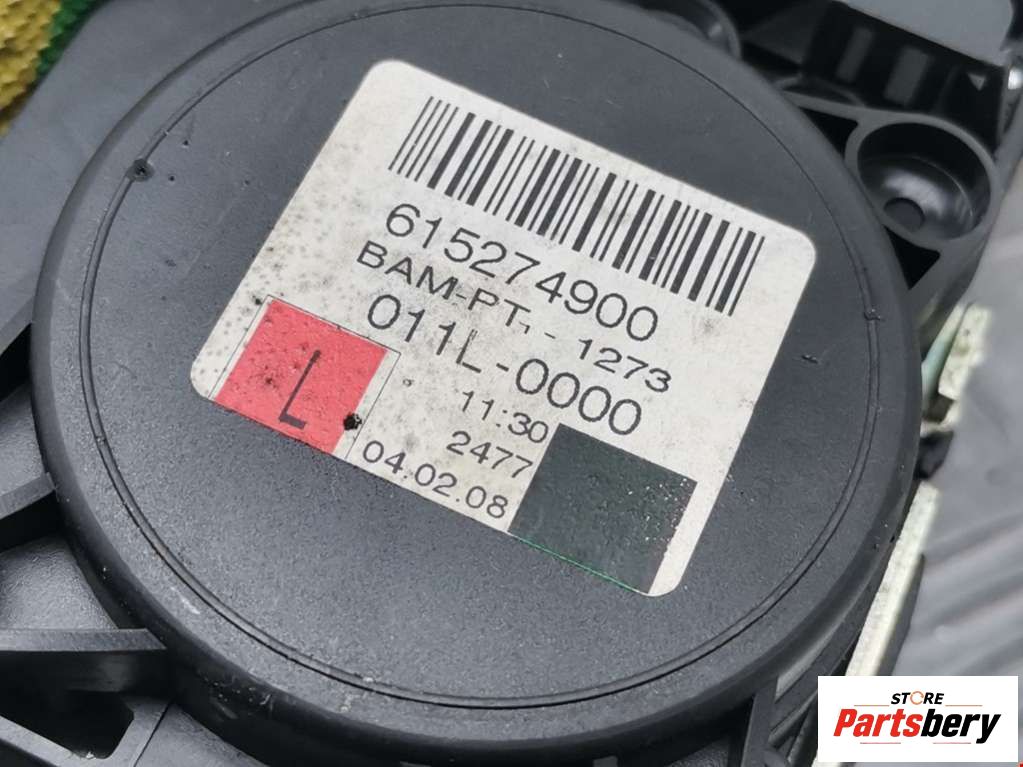 615274900
BAM-PT, - 1273
011L-0000
L
11:30
2477
04.02.08
STORE
Partsbery